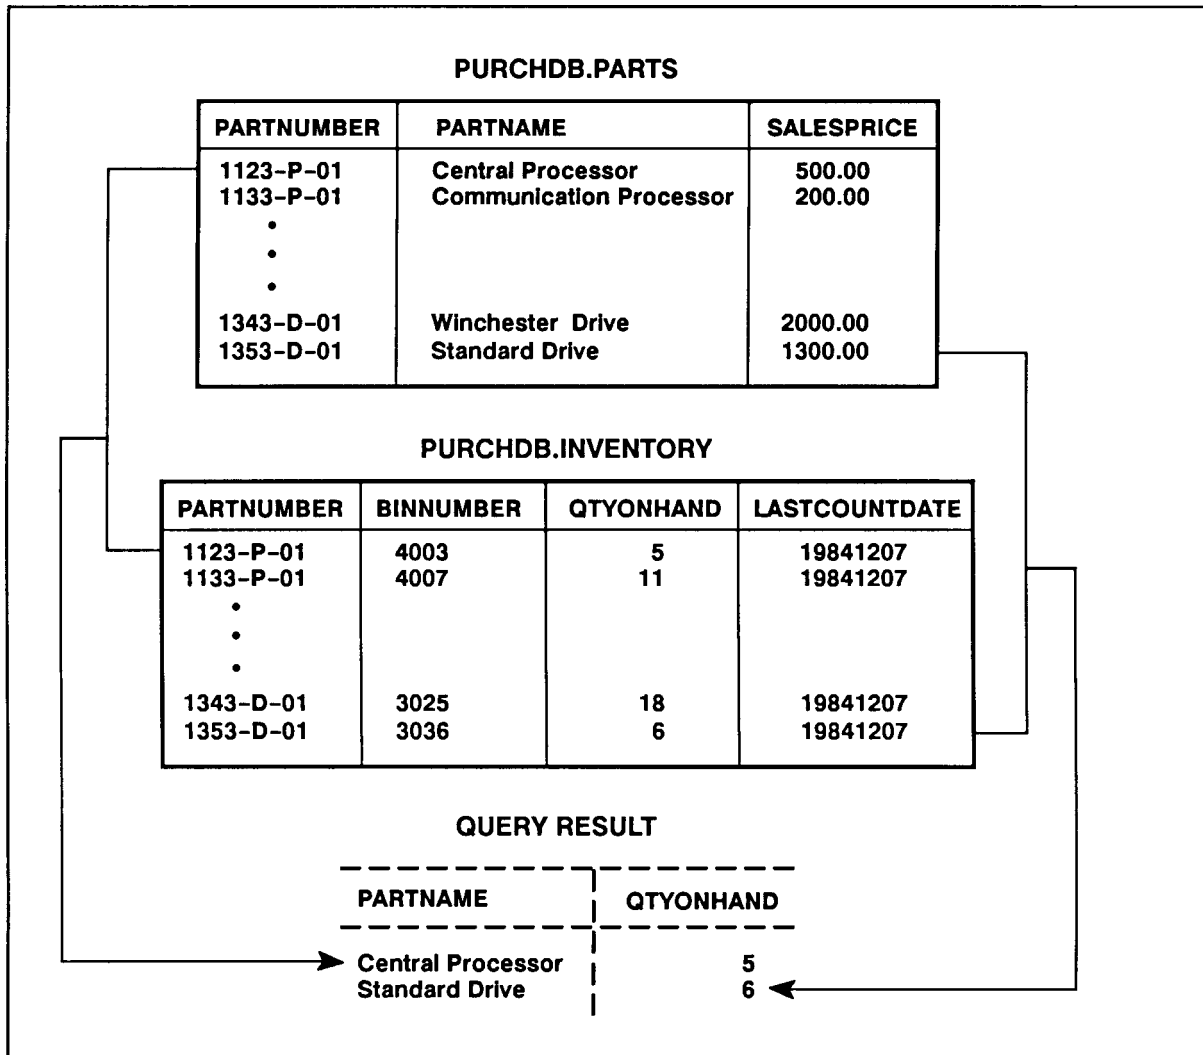 PURCHDB.PARTS
PARTNUMBER PARTNAME SALESPRICE
1123-P-01 Central Processor 500.00
1133-P-01 Communication Processor 200.00
1343-D-01 Winchester Drive 2000.00
1353-D-01 Standard Drive 1300.00
PURCHDB.INVENTORY
PARTNUMBER BINNUMBER QTYONHAND LASTCOUNTDATE
1123-P-01 4003 5 19841207
1133-P-01 4007 11 19841207
1343-D-01 3025 18 19841207
1353-D-01 3036 6 19841207
QUERY RESULT
PARTNAME QTYONHAND
Central Processor 5
Standard Drive 6